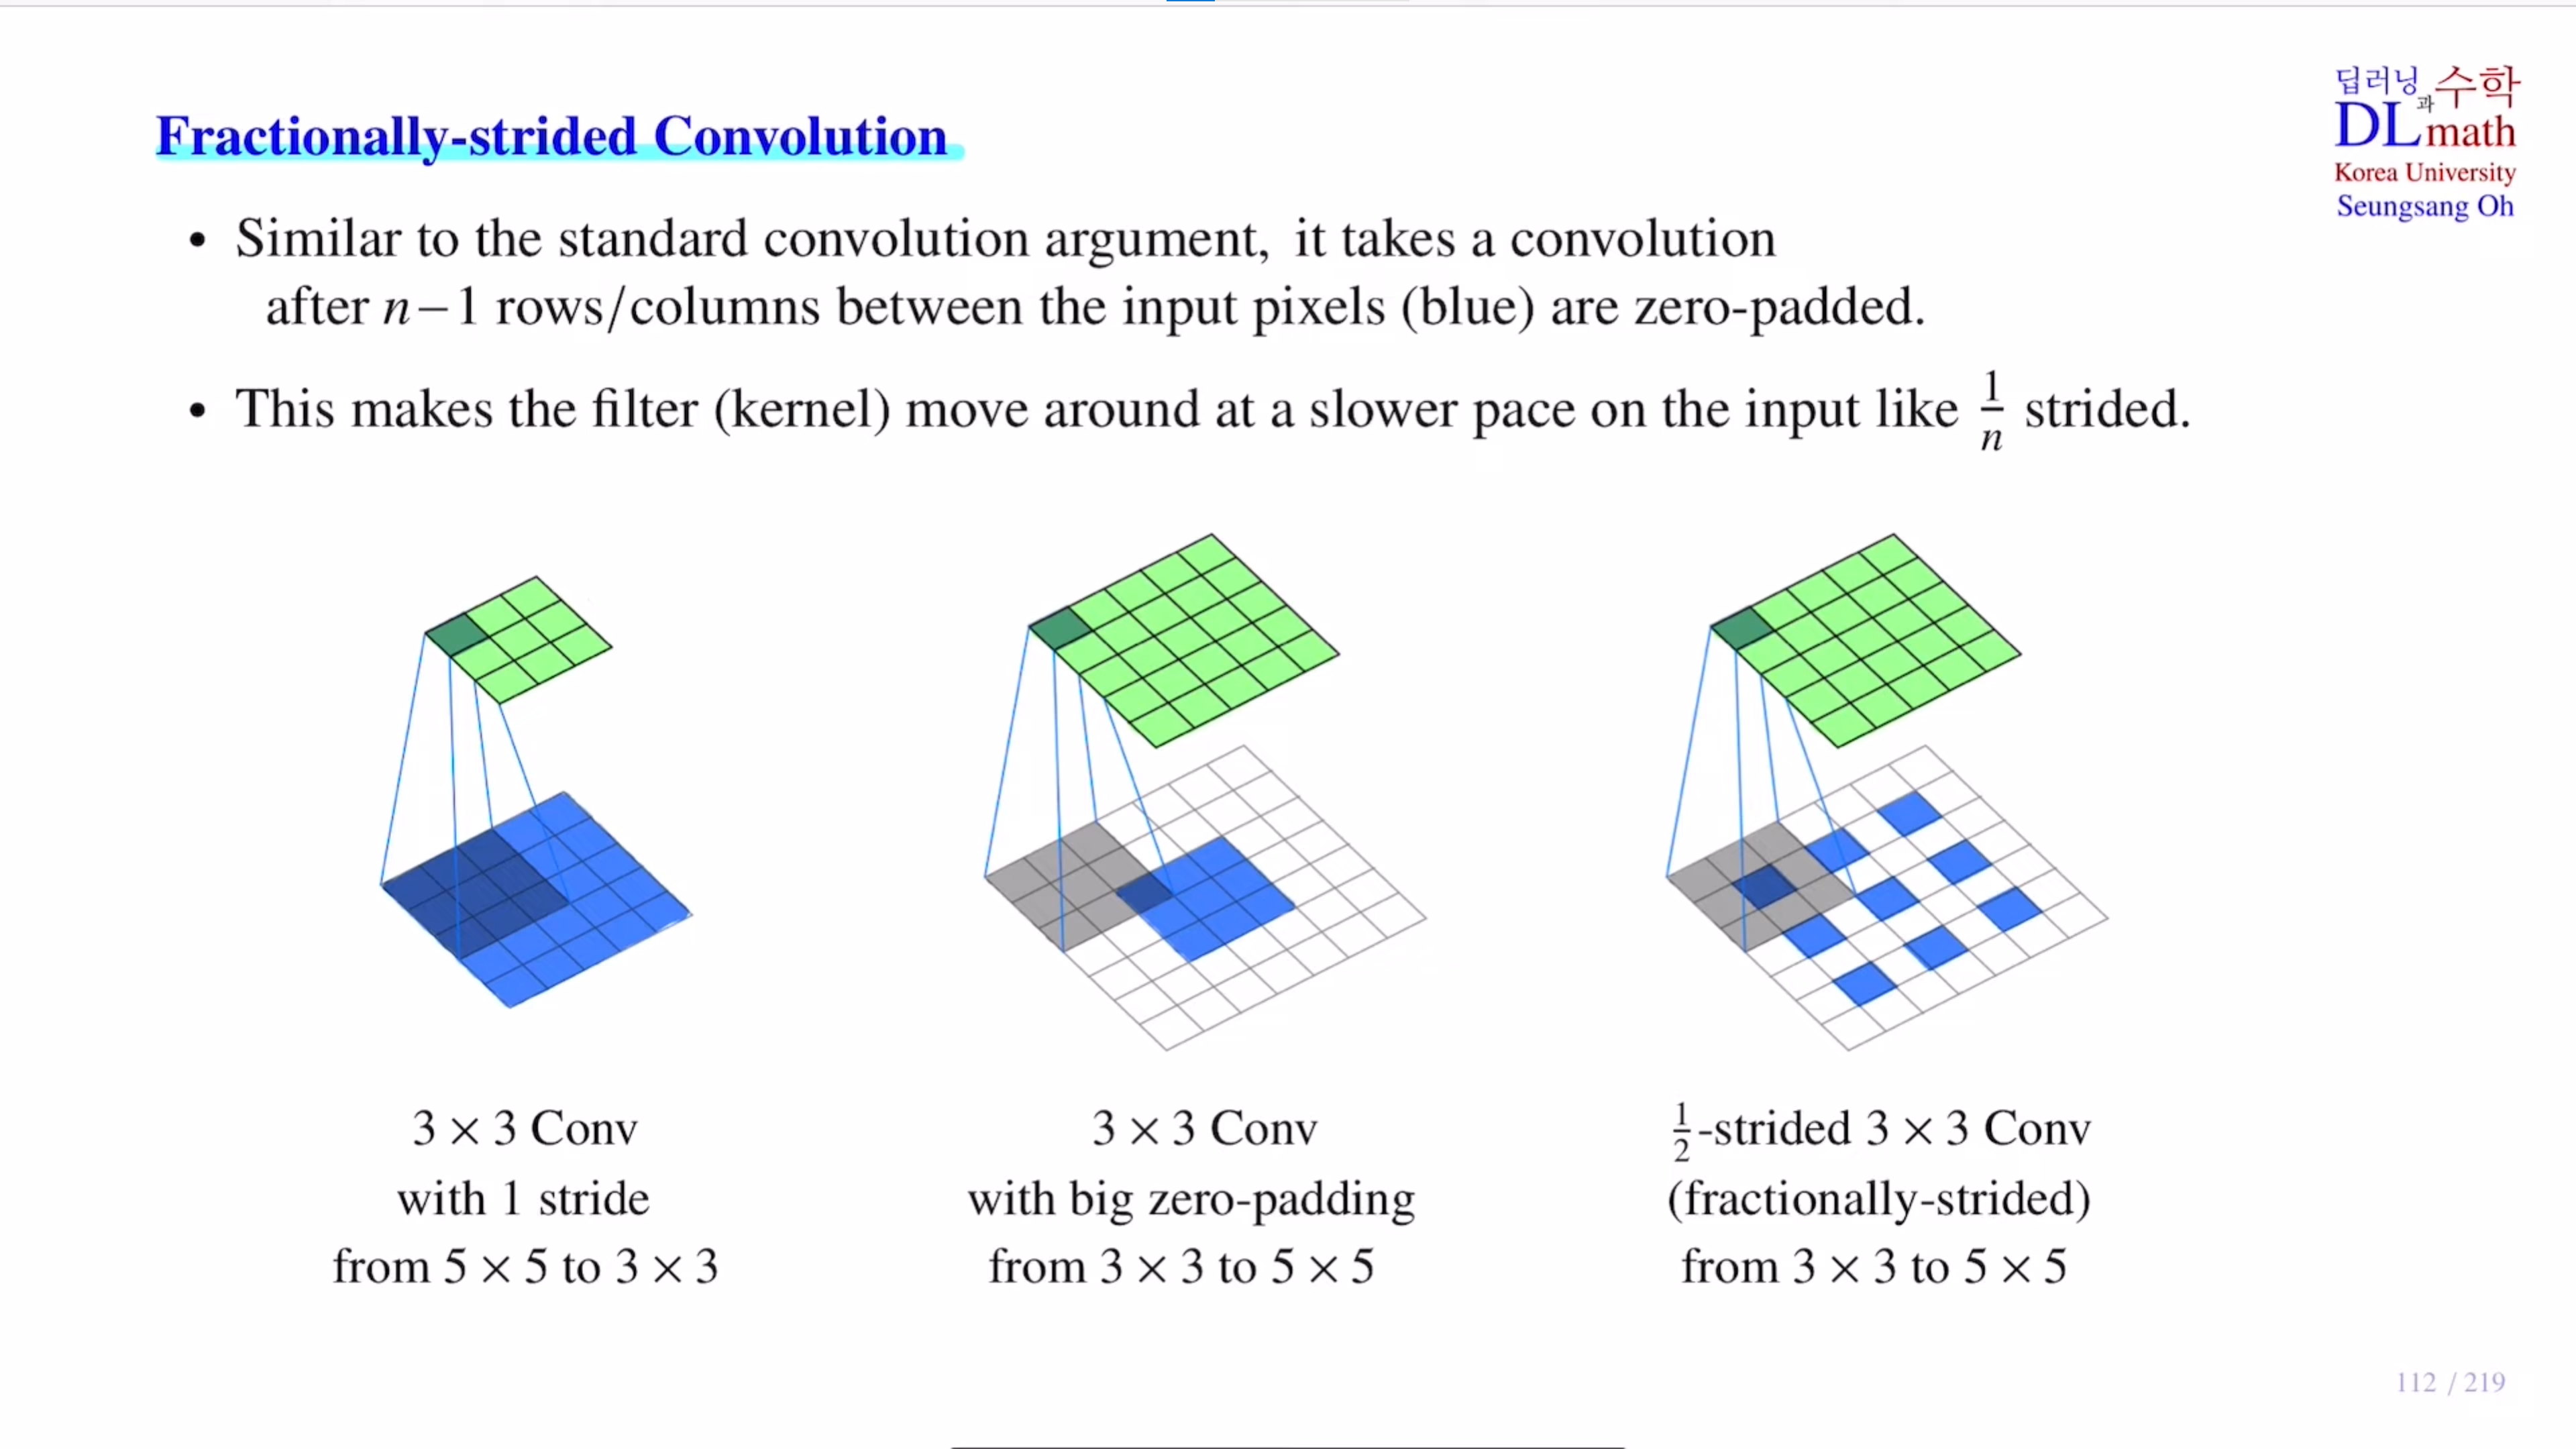 딥러닝과 수학
DL math
Korea University
Seungsang Oh
Fractionally-strided Convolution
• Similar to the standard convolution argument, it takes a convolution
after n−1 rows/columns between the input pixels (blue) are zero-padded.
• This makes the filter (kernel) move around at a slower pace on the input like 1/n strided.
3 × 3 Conv
with 1 stride
from 5 × 5 to 3 × 3
3 × 3 Conv
with big zero-padding
from 3 × 3 to 5 × 5
1/2-strided 3 × 3 Conv
(fractionally-strided)
from 3 × 3 to 5 × 5
112 / 219